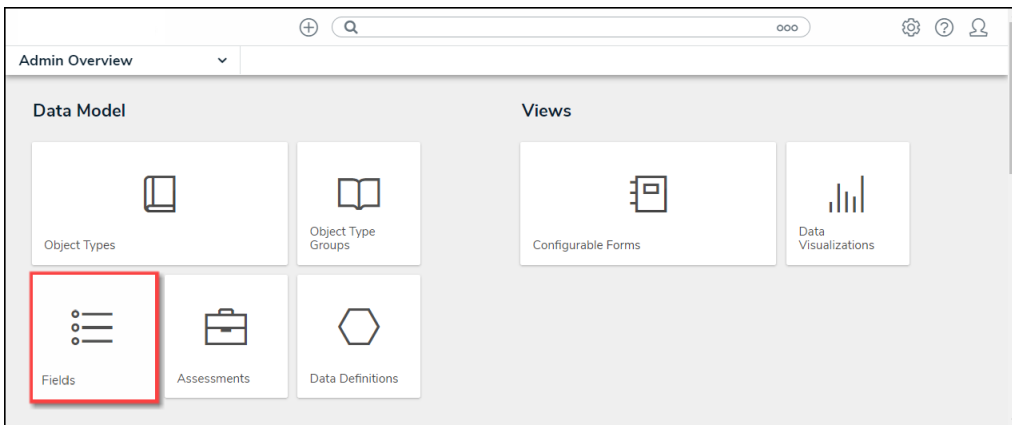 Admin Overview
Data Model
Views
Object Types
Object Type
Groups
Configurable Forms
Data
Visualizations
Fields
Assessments
Data Definitions